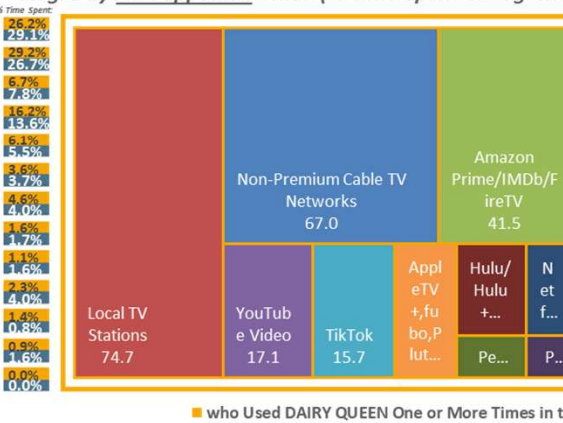 % Time Spent:
26.2%
29.1%
29.2%
26.7%
6.7%
7.8%
16.2%
13.6%
6.1%
5.5%
3.6%
3.7%
4.6%
4.0%
1.6%
1.7%
1.1%
1.6%
2.3%
4.0%
1.4%
0.8%
0.9%
1.6%
0.0%
0.0%
Local TV
Stations
74.7
Non-Premium Cable TV
Networks
67.0
Amazon
Prime/IMDb/F
ireTV
41.5
YouTub
e Video
17.1
TikTok
15.7
Appl
eTV
+,fu
bo,P
lut...
Hulu/
Hulu
+...
N
et
f...
Pe...
P...
who Used DAIRY QUEEN One or More Times in t